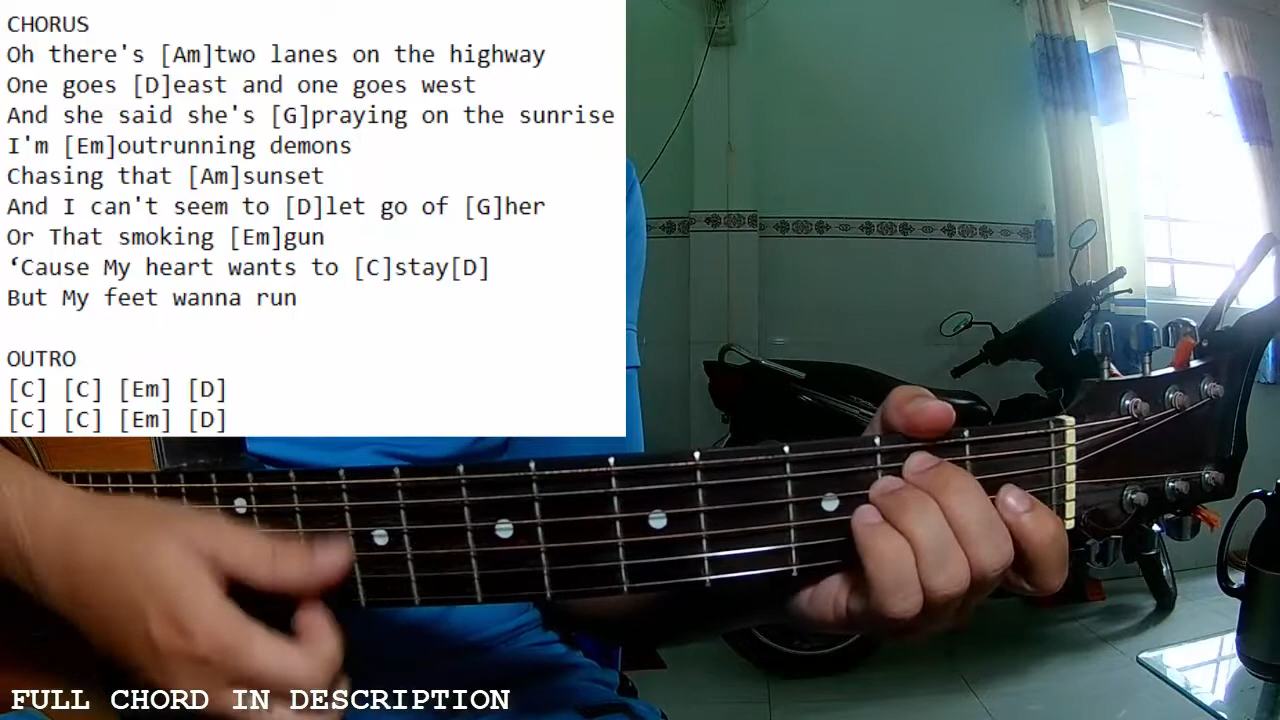 CHORUS
Oh there's [Am]two lanes on the highway
One goes [D]east and one goes west
And she said she's [G]praying on the sunrise
I'm [Em]outrunning demons
Chasing that [Am]sunset
And I can't seem to [D]let go of [G]her
Or That smoking [Em]gun
‘Cause My heart wants to [C]stay[D]
But My feet wanna run
OUTRO
[C] [C] [Em] [D]
[C] [C] [Em] [D]
FULL CHORD IN DESCRIPTION